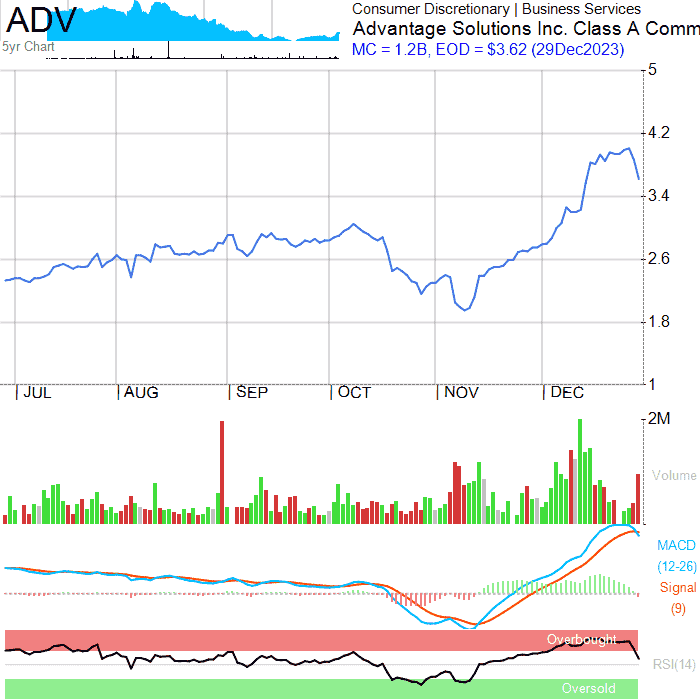 ADV
5yr Chart
Consumer Discretionary | Business Services
Advantage Solutions Inc. Class A Comm
MC = 1.2B, EOD = $3.62 (29Dec2023)
5
4.2
3.4
2.6
1.8
1
JUL AUG SEP OCT NOV DEC
2M
Volume
MACD
(12-26)
Signal
(9)
Overbought
RSI(14)
Oversold